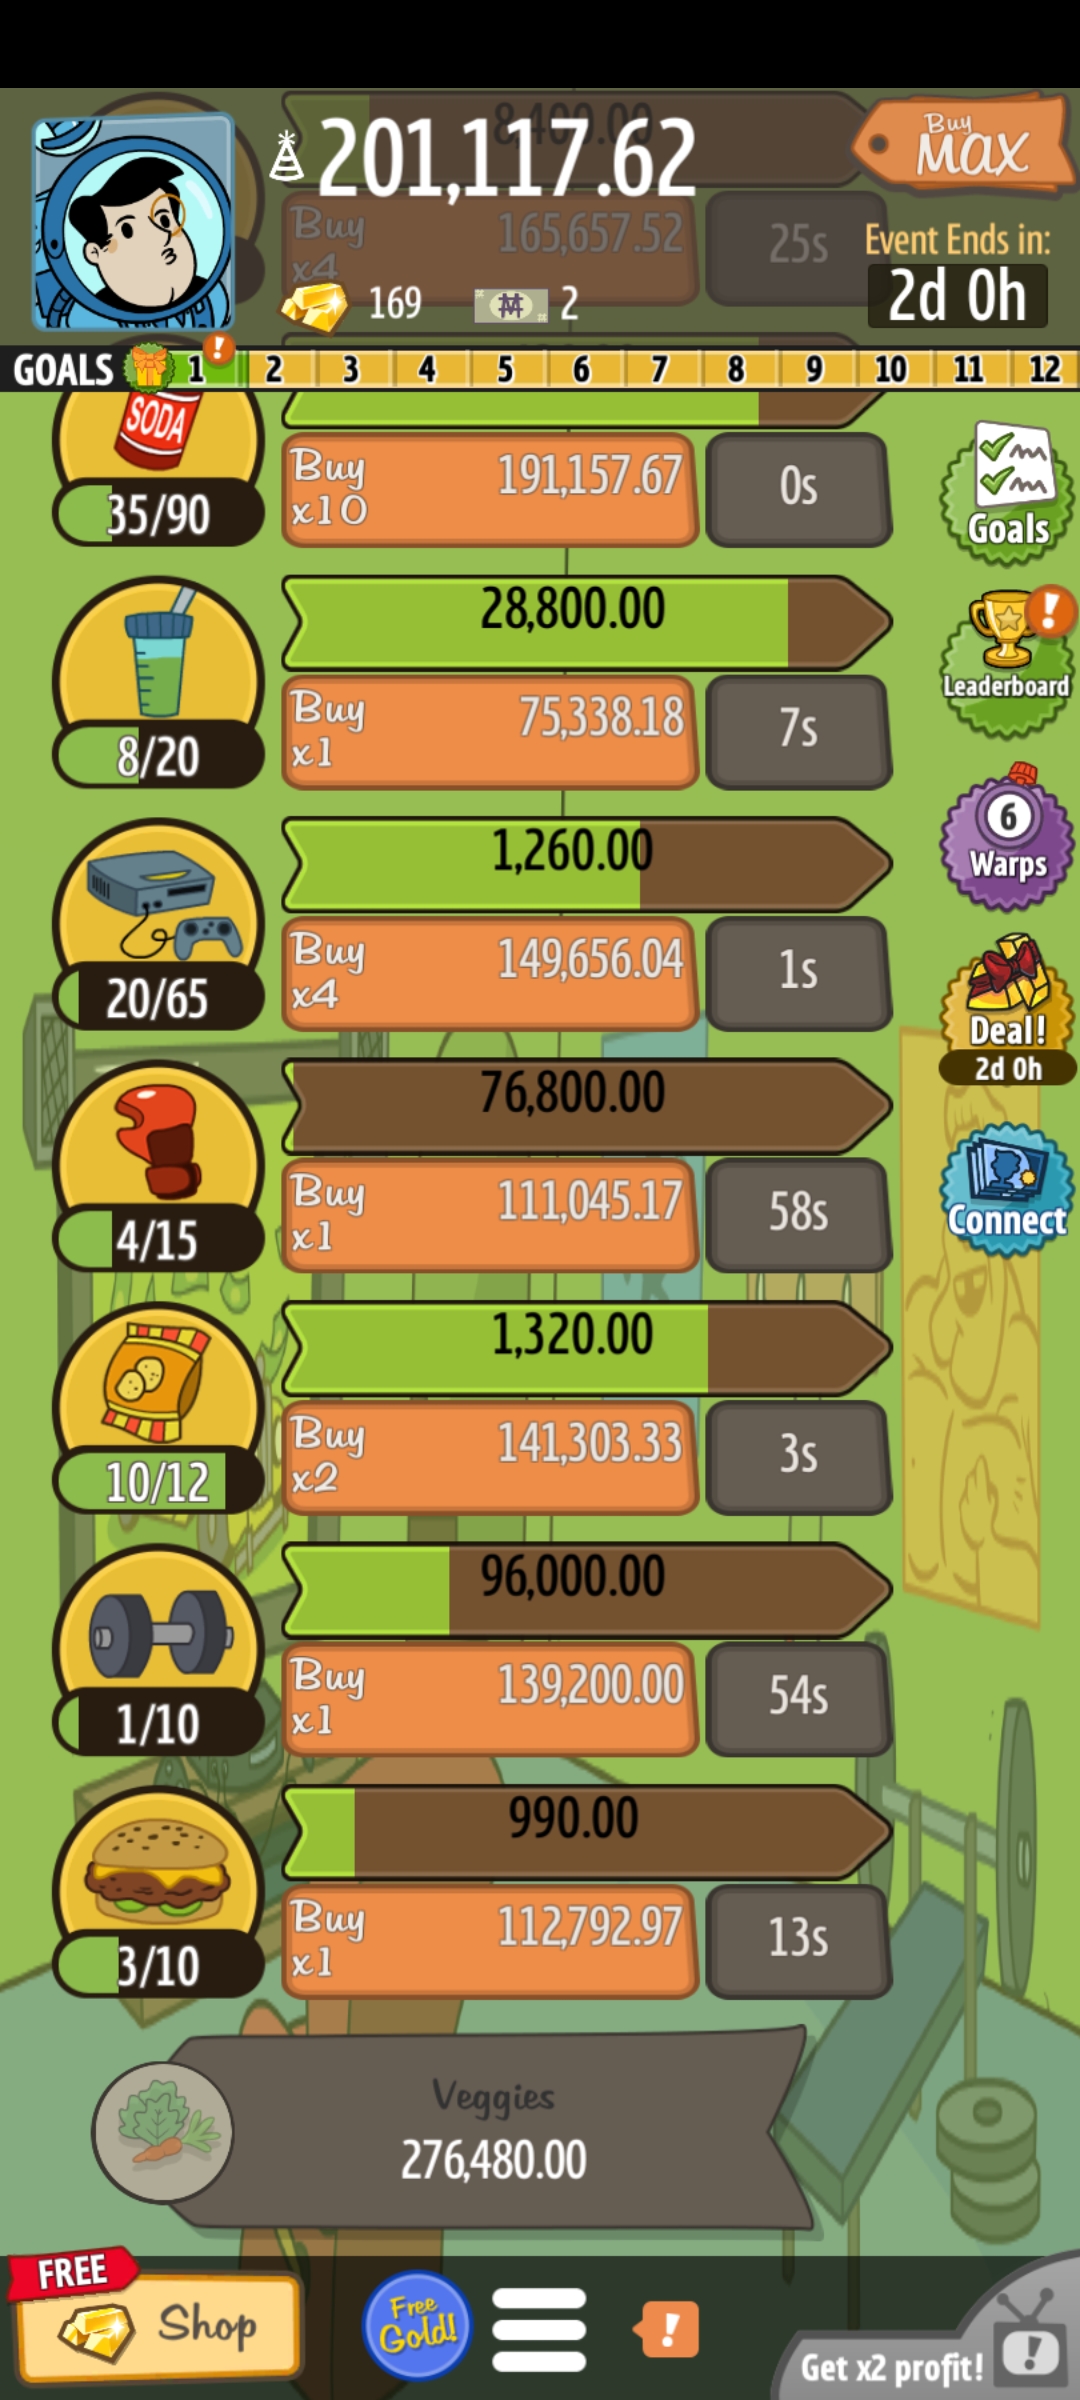 8,400.00
201,117.62
Buy
MAX
Buy
x4
165,657.52
25s
Event Ends in:
2d 0h
169
2
GOALS
1
!
2
3
4
5
6
7
8
9
10
11
12
SODA
35/90
Buy
x10
191,157.67
0s
Goals
28,800.00
8/20
Buy
x1
75,338.18
7s
!
Leaderboard
1,260.00
20/65
Buy
x4
149,656.04
1s
6
Warps
Deal!
2d 0h
76,800.00
4/15
Buy
x1
111,045.17
58s
Connect
1,320.00
10/12
Buy
x2
141,303.33
3s
96,000.00
1/10
Buy
x1
139,200.00
54s
990.00
3/10
Buy
x1
112,792.97
13s
Veggies
276,480.00
FREE
Shop
Free
Gold!
!
Get x2 profit!
!